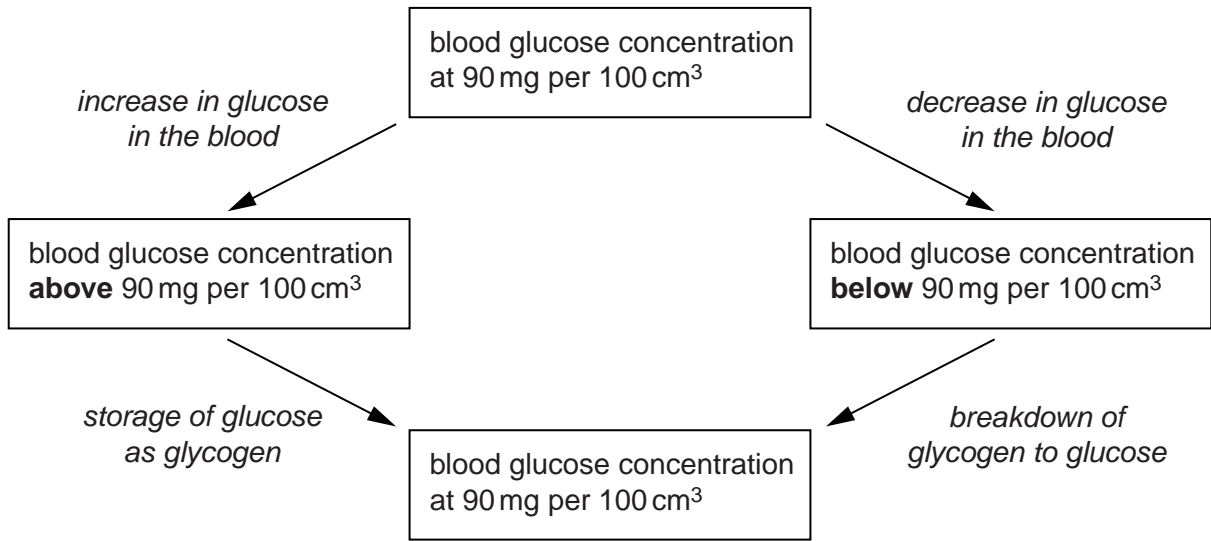 blood glucose concentration
at 90 mg per 100 cm³
increase in glucose
in the blood
decrease in glucose
in the blood
blood glucose concentration
above 90 mg per 100 cm³
blood glucose concentration
below 90 mg per 100 cm³
storage of glucose
as glycogen
breakdown of
glycogen to glucose
blood glucose concentration
at 90 mg per 100 cm³